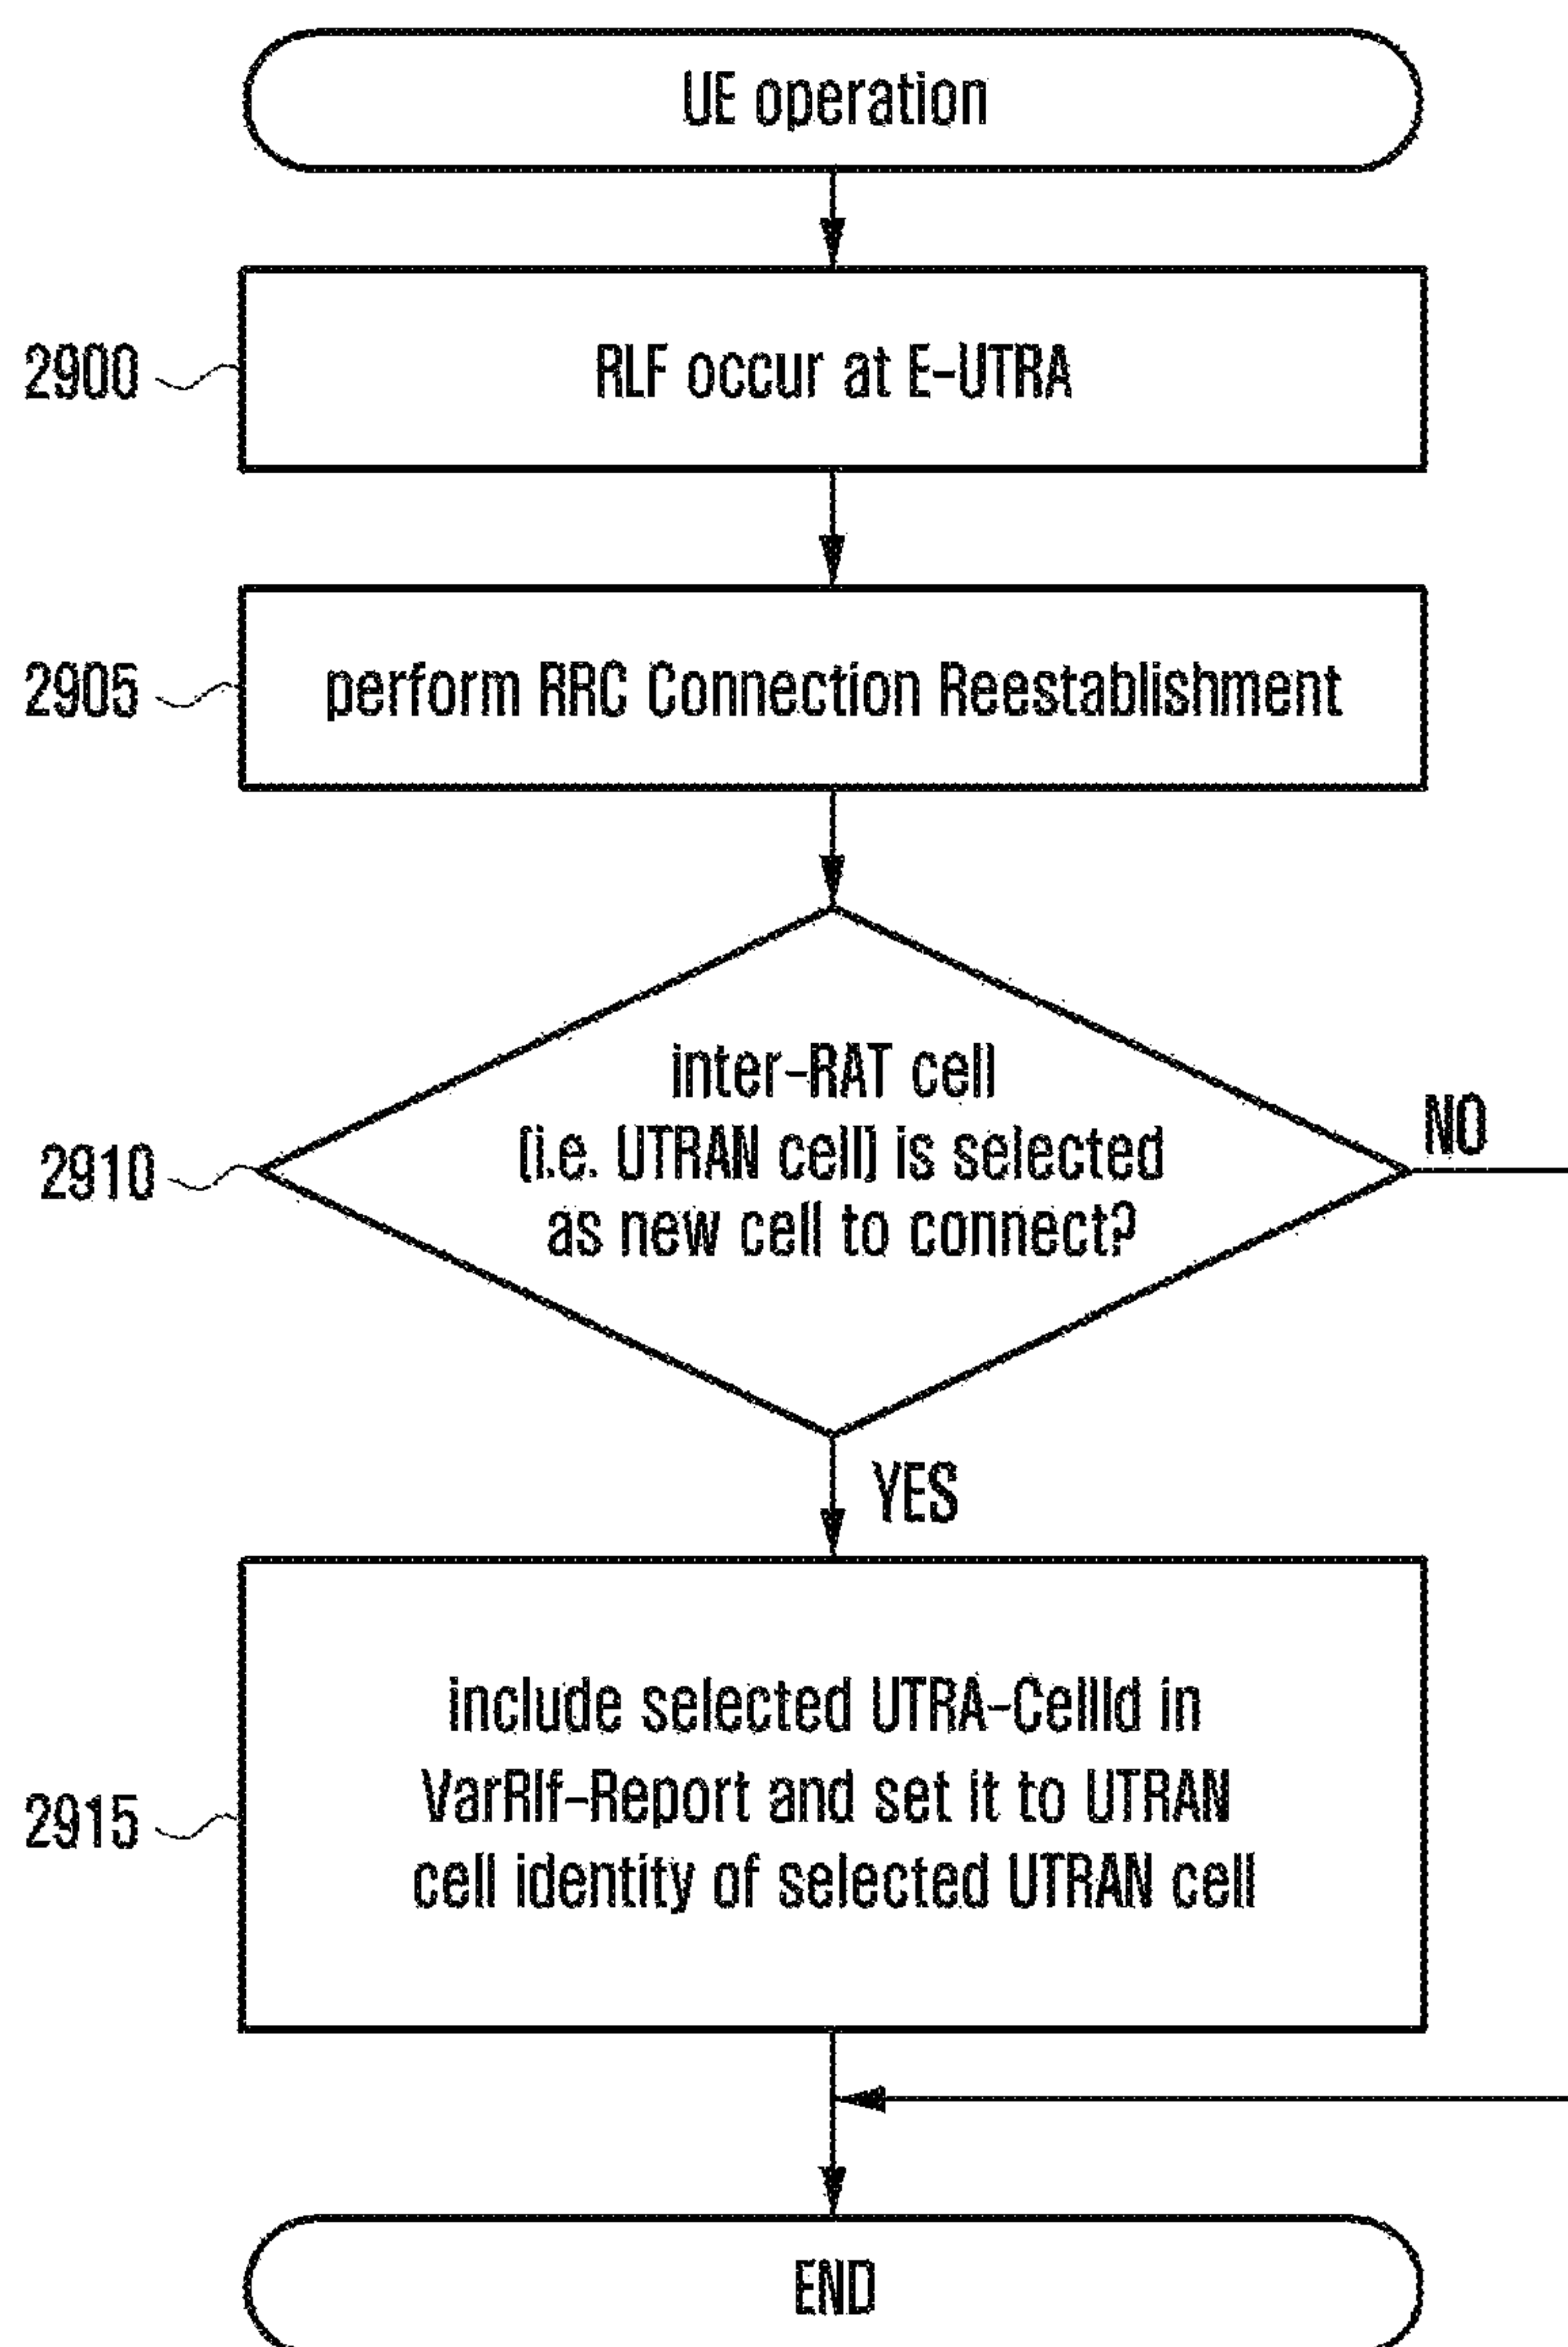 UE operation
2900
RLF occur at E-UTRA
2905
perform RRC Connection Reestablishment
2910
inter-RAT cell
(i.e. UTRAN cell) is selected
as new cell to connect?
NO
YES
2915
include selected UTRA-CellId in
VarRlf-Report and set it to UTRAN
cell identity of selected UTRAN cell
END